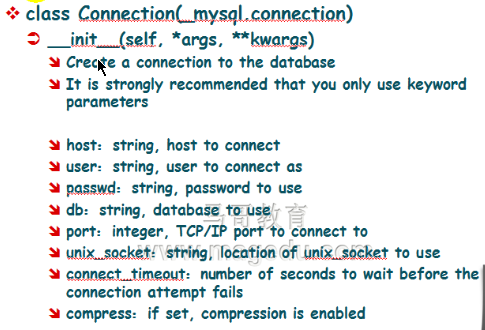 class Connection(_mysql.connection)
__init__(self, *args, **kwargs)
Create a connection to the database
It is strongly recommended that you only use keyword
parameters
host：string, host to connect
user：string, user to connect as
passwd：string, password to use
db：string, database to use
马哥教育
port：integer, TCP/IP port to connect to
www.magedu.com
unix_socket：string, location of unix_socket to use
connect_timeout：number of seconds to wait before the
connection attempt fails
compress：if set, compression is enabled